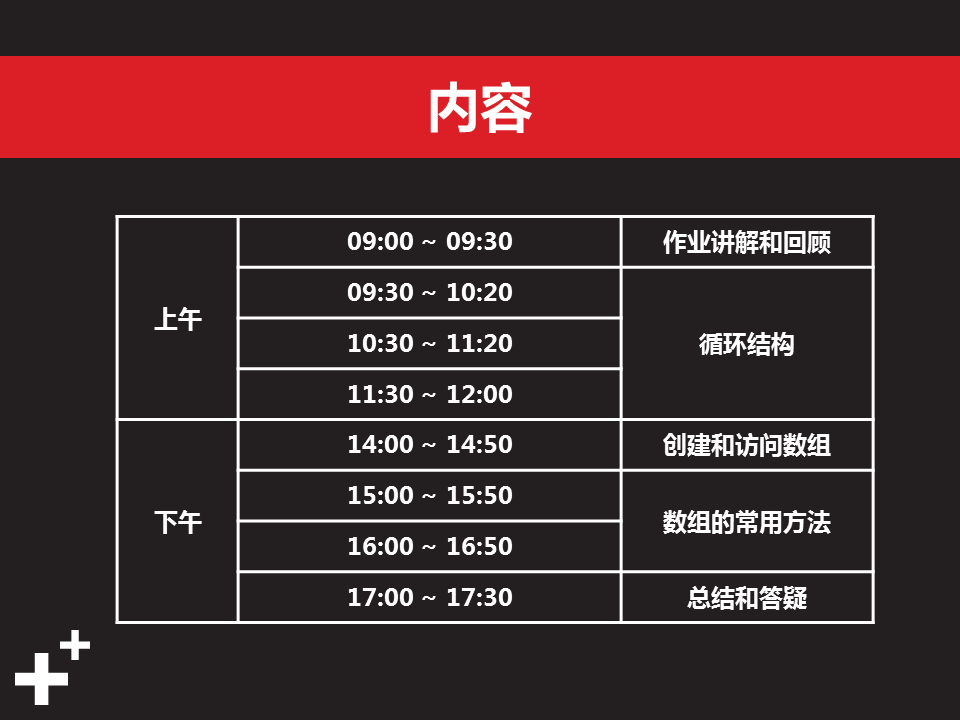 内容
上午
09:00 ~ 09:30
作业讲解和回顾
09:30 ~ 10:20
10:30 ~ 11:20
11:30 ~ 12:00
循环结构
下午
14:00 ~ 14:50
创建和访问数组
15:00 ~ 15:50
16:00 ~ 16:50
数组的常用方法
17:00 ~ 17:30
总结和答疑